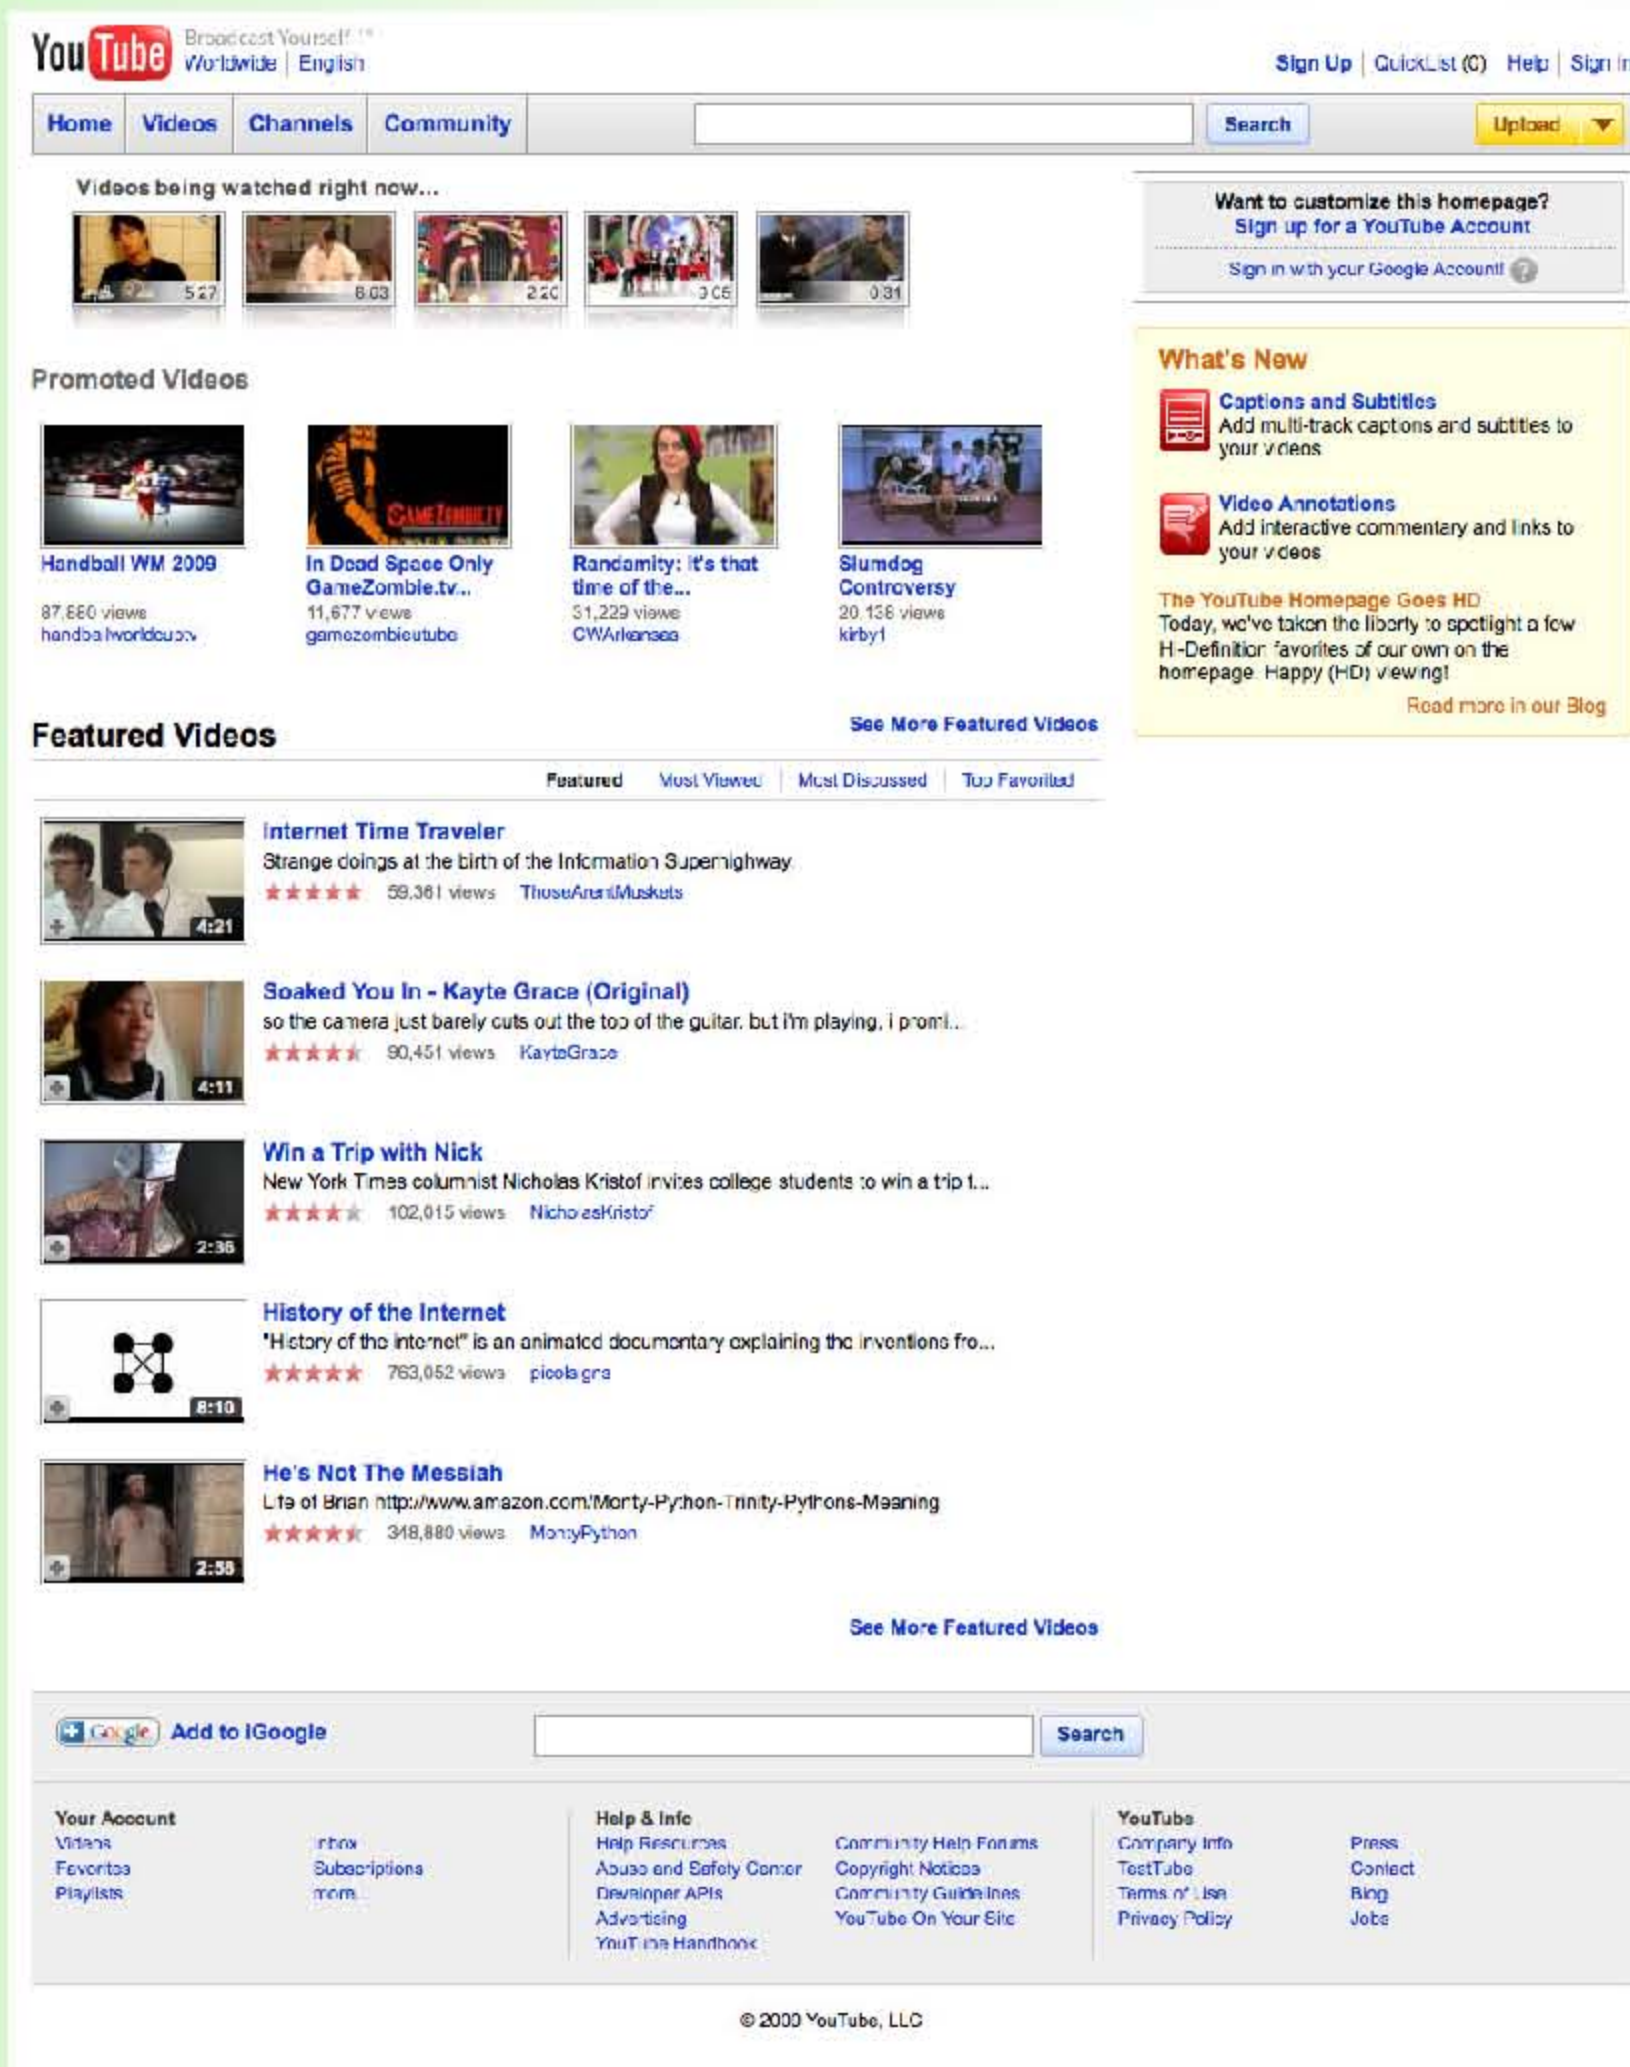 YouTube
Broadcast Yourself ™
Worldwide | English
Sign Up | QuickList (0) Help | Sign In
Home Videos Channels Community
Search
Upload
Videos being watched right now...
5:27 8:03 2:20 0:31
Want to customize this homepage?
Sign up for a YouTube Account
Sign in with your Google Account! ?
Promoted Videos
GAMEZOMBIE.TV
Handball WM 2009
87,880 views
handballworldcuptv
In Dead Space Only
GameZombie.tv...
11,677 views
gamezombieutube
Randamity: it's that
time of the...
31,229 views
CWArkansas
Slumdog
Controversy
20,138 views
kirby1
What's New
Captions and Subtitles
Add multi-track captions and subtitles to
your videos
Video Annotations
Add interactive commentary and links to
your videos
The YouTube Homepage Goes HD
Today, we've taken the liberty to spotlight a few
Hi-Definition favorites of our own on the
homepage. Happy (HD) viewing!
Read more in our Blog
Featured Videos
See More Featured Videos
Featured Most Viewed | Most Discussed | Top Favorited
4:21
Internet Time Traveler
Strange doings at the birth of the Information Superhighway.
59,361 views ThoseArentMuskets
4:11
Soaked You In - Kayte Grace (Original)
so the camera just barely cuts out the top of the guitar. but i'm playing, i promi...
90,451 views KayteGrace
2:36
Win a Trip with Nick
New York Times columnist Nicholas Kristof invites college students to win a trip t...
102,015 views NicholasKristof
8:10
History of the Internet
"History of the internet" is an animated documentary explaining the inventions fro...
763,052 views
2:58
He's Not The Messiah
Life of Brian http://www.amazon.com/Monty-Python-Trinity-Pythons-Meaning
348,880 views MontyPython
See More Featured Videos
Google Add to iGoogle
Search
Your Account
Videos
Favorites
Playlists
Inbox
Subscriptions
more...
Help & Info
Help Resources
Abuse and Safety Center
Developer APIs
Advertising
YouTube Handbook
Community Help Forums
Copyright Notices
Community Guidelines
YouTube On Your Site
YouTube
Company Info
TestTube
Terms of Use
Privacy Policy
Press
Contact
Blog
Jobs
© 2009 YouTube, LLC